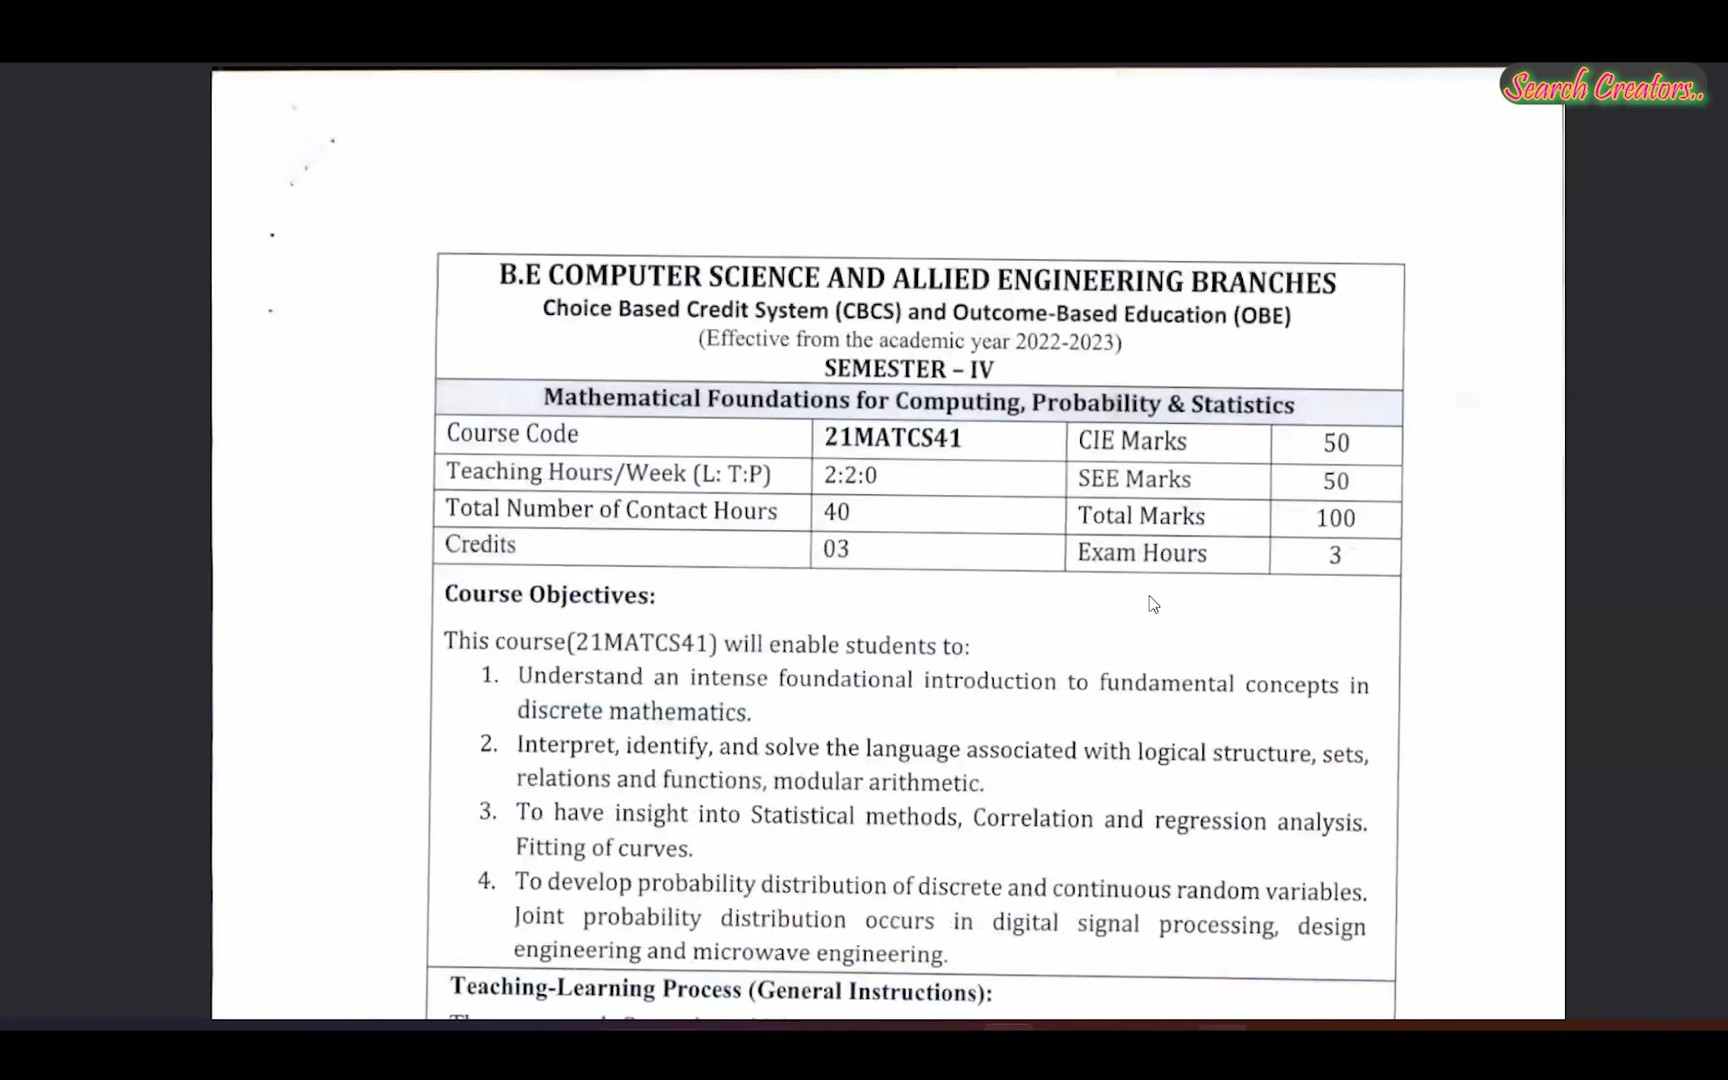 Search Creators..
B.E COMPUTER SCIENCE AND ALLIED ENGINEERING BRANCHES
Choice Based Credit System (CBCS) and Outcome-Based Education (OBE)
(Effective from the academic year 2022-2023)
SEMESTER – IV
Mathematical Foundations for Computing, Probability & Statistics
Course Code 21MATCS41 CIE Marks 50
Teaching Hours/Week (L: T:P) 2:2:0 SEE Marks 50
Total Number of Contact Hours 40 Total Marks 100
Credits 03 Exam Hours 3
Course Objectives:
This course(21MATCS41) will enable students to:
1. Understand an intense foundational introduction to fundamental concepts in
discrete mathematics.
2. Interpret, identify, and solve the language associated with logical structure, sets,
relations and functions, modular arithmetic.
3. To have insight into Statistical methods, Correlation and regression analysis.
Fitting of curves.
4. To develop probability distribution of discrete and continuous random variables.
Joint probability distribution occurs in digital signal processing, design
engineering and microwave engineering.
Teaching-Learning Process (General Instructions):